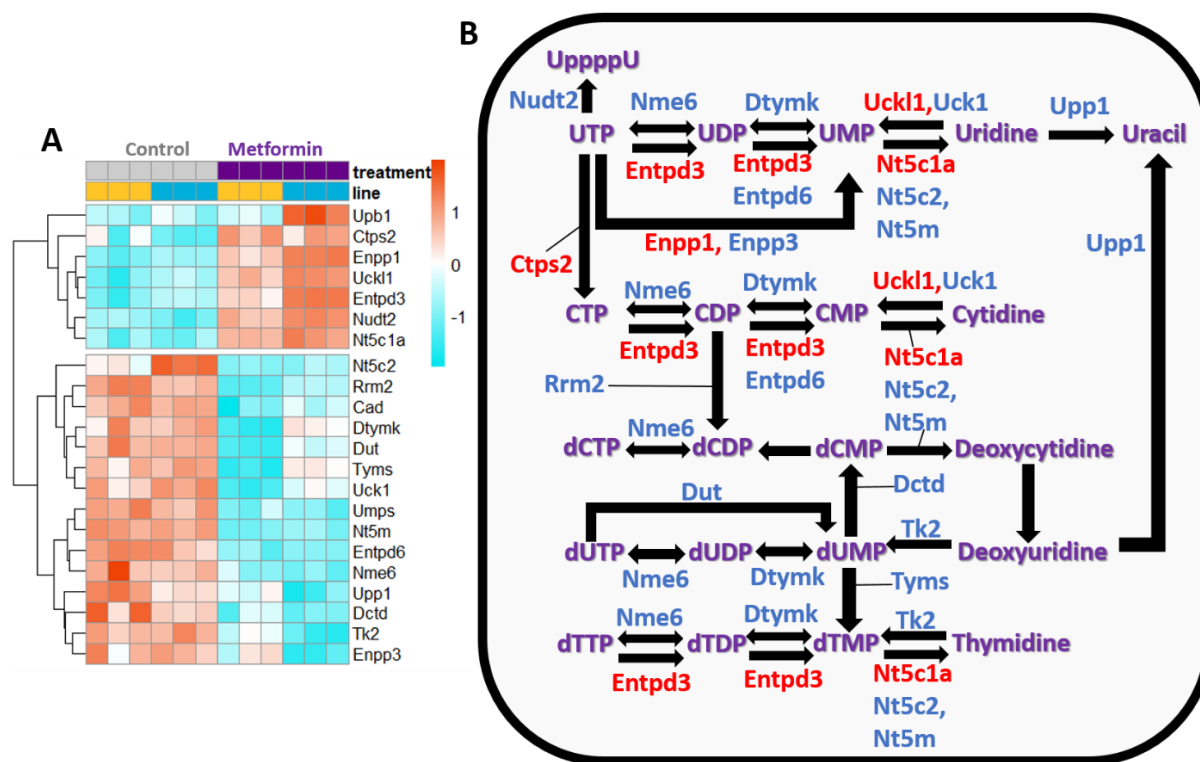 A
Control Metformin
treatment
line
Upb1
Ctps2
Enpp1
Uckl1
Entpd3
Nudt2
Nt5c1a
Nt5c2
Rrm2
Cad
Dtymk
Dut
Tyms
Uck1
Umps
Nt5m
Entpd6
Nme6
Upp1
Dctd
Tk2
Enpp3
1
0
-1
B
UppppU
Nudt2 Nme6 Dtymk Uckl1,Uck1 Upp1
UTP UDP UMP Uridine Uracil
Entpd3 Entpd3 Nt5c1a
Entpd6 Nt5c2,
Nt5m
Enpp1, Enpp3
Upp1
Ctps2
Nme6 Dtymk Uckl1,Uck1
CTP CDP CMP Cytidine
Entpd3 Entpd3 Nt5c1a
Rrm2 Entpd6 Nt5c2,
Nme6 Nt5m
dCTP dCDP dCMP Deoxycytidine
Dut Dctd
Tk2
dUTP dUDP dUMP Deoxyuridine
Nme6 Dtymk Tyms
Nme6 Dtymk Tk2
dTTP dTDP dTMP Thymidine
Entpd3 Entpd3 Nt5c1a
Nt5c2,
Nt5m